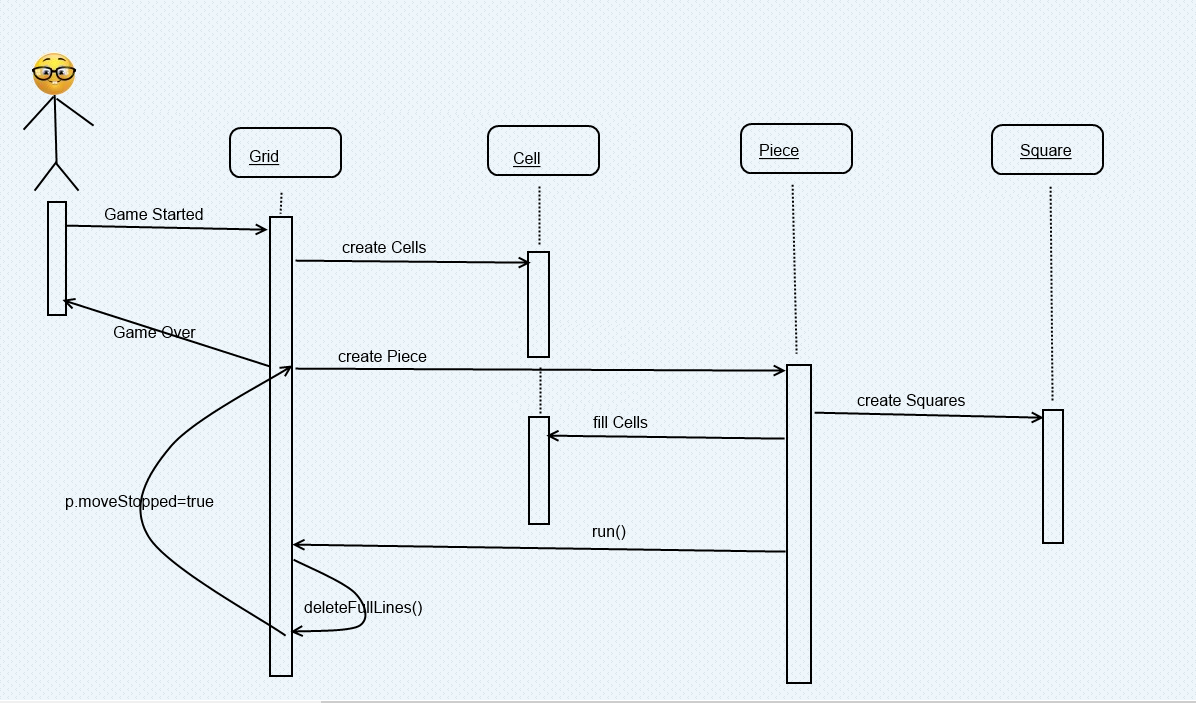 Grid
Cell
Piece
Square
Game Started
create Cells
Game Over
create Piece
create Squares
fill Cells
p.moveStopped=true
run()
deleteFullLines()